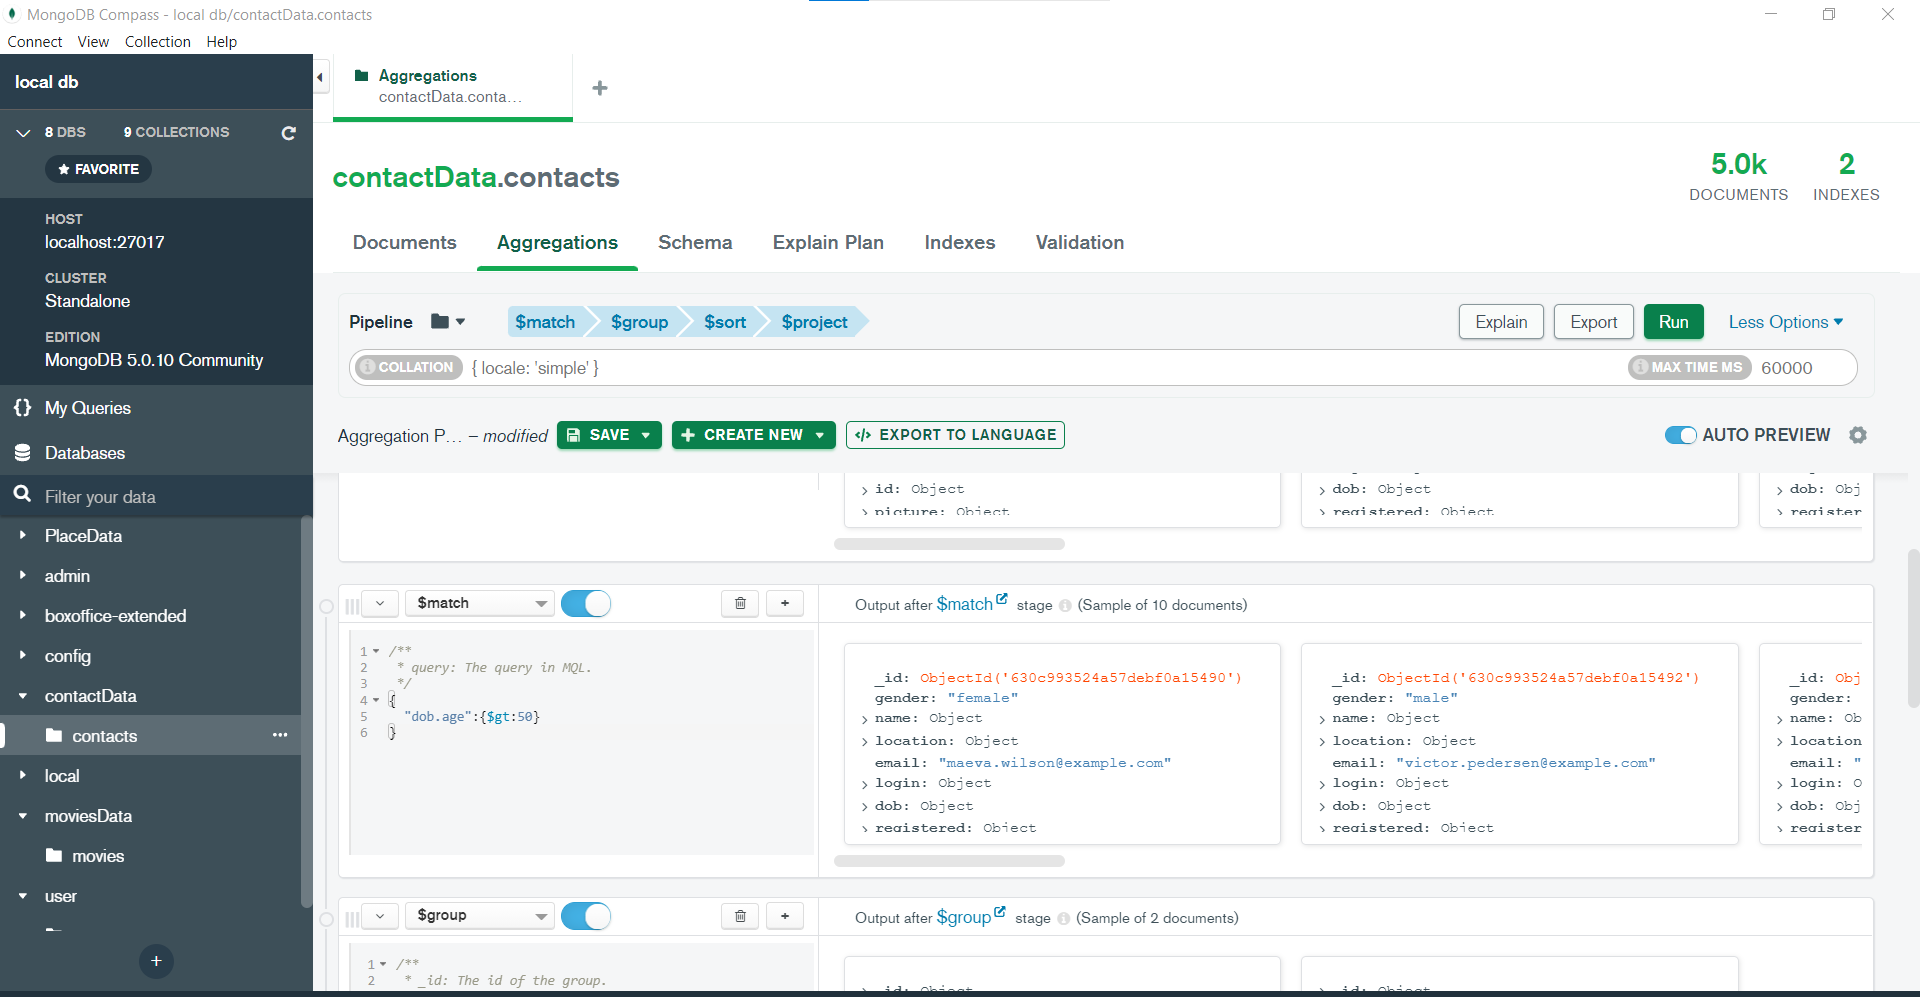 MongoDB Compass - local db/contactData.contacts
Connect View Collection Help
local db
8 DBS 9 COLLECTIONS
FAVORITE
HOST
localhost:27017
CLUSTER
Standalone
EDITION
MongoDB 5.0.10 Community
{} My Queries
Databases
Filter your data
PlaceData
admin
boxoffice-extended
config
contactData
contacts
local
moviesData
movies
user
+
Aggregations
contactData.conta...
+
contactData.contacts
5.0k
DOCUMENTS
2
INDEXES
Documents Aggregations Schema Explain Plan Indexes Validation
Pipeline $match $group $sort $project Explain Export Run Less Options
COLLATION { locale: 'simple' } MAX TIME MS 60000
Aggregation P... – modified SAVE CREATE NEW </> EXPORT TO LANGUAGE AUTO PREVIEW
id: Object
picture: Object
dob: Object
registered: Object
dob: Obj
register
$match
Output after $match stage (Sample of 10 documents)
1 /**
2 * query: The query in MQL.
3 */
4 {
5 "dob.age":{$gt:50}
6 }
_id: ObjectId('630c993524a57debf0a15490')
gender: "female"
name: Object
location: Object
email: "maeva.wilson@example.com"
login: Object
dob: Object
registered: Object
_id: ObjectId('630c993524a57debf0a15492')
gender: "male"
name: Object
location: Object
email: "victor.pedersen@example.com"
login: Object
dob: Object
registered: Object
_id: Obj
gender:
name: Ob
location
email: "
login: O
dob: Obj
register
$group
Output after $group stage (Sample of 2 documents)
1 /**
2 * _id: The id of the group.
_id: Object
_id: Object